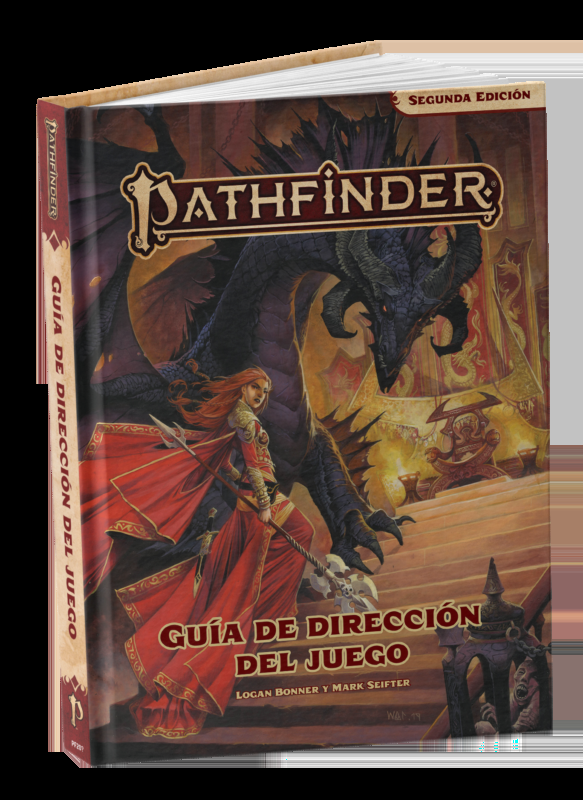 SEGUNDA EDICIÓN
PATHFINDER®
GUÍA DE DIRECCIÓN
DEL JUEGO
LOGAN BONNER Y MARK SEIFTER
PATHFINDER
GUÍA DE DIRECCIÓN DEL JUEGO
P